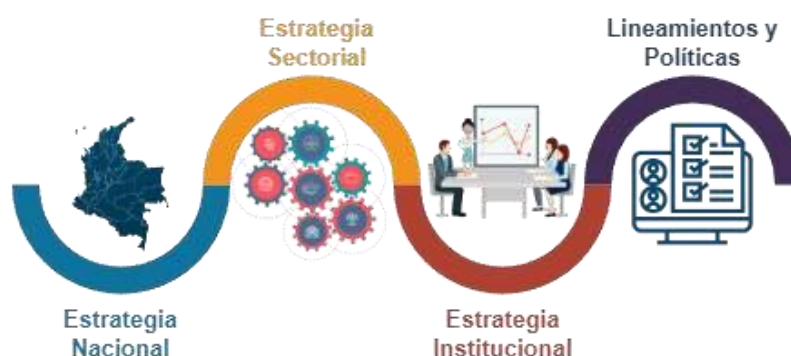 Estrategia
Sectorial
Lineamientos y
Políticas
Estrategia
Nacional
Estrategia
Institucional